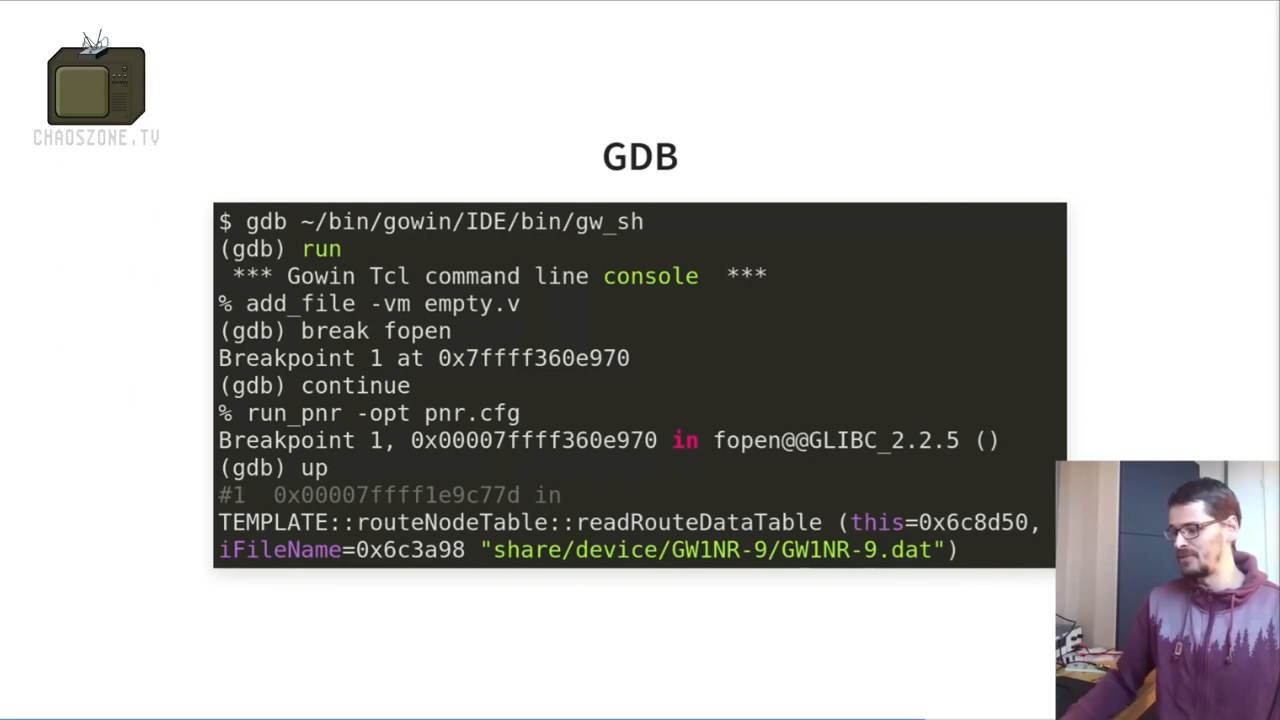 CHAOSZONE.TV
GDB
$ gdb ~/bin/gowin/IDE/bin/gw_sh
(gdb) run
*** Gowin Tcl command line console  ***
% add_file -vm empty.v
(gdb) break fopen
Breakpoint 1 at 0x7ffff360e970
(gdb) continue
% run_pnr -opt pnr.cfg
Breakpoint 1, 0x00007ffff360e970 in fopen@@GLIBC_2.2.5 ()
(gdb) up
#1  0x00007ffff1e9c77d in
TEMPLATE::routeNodeTable::readRouteDataTable (this=0x6c8d50,
iFileName=0x6c3a98 "share/device/GW1NR-9/GW1NR-9.dat")